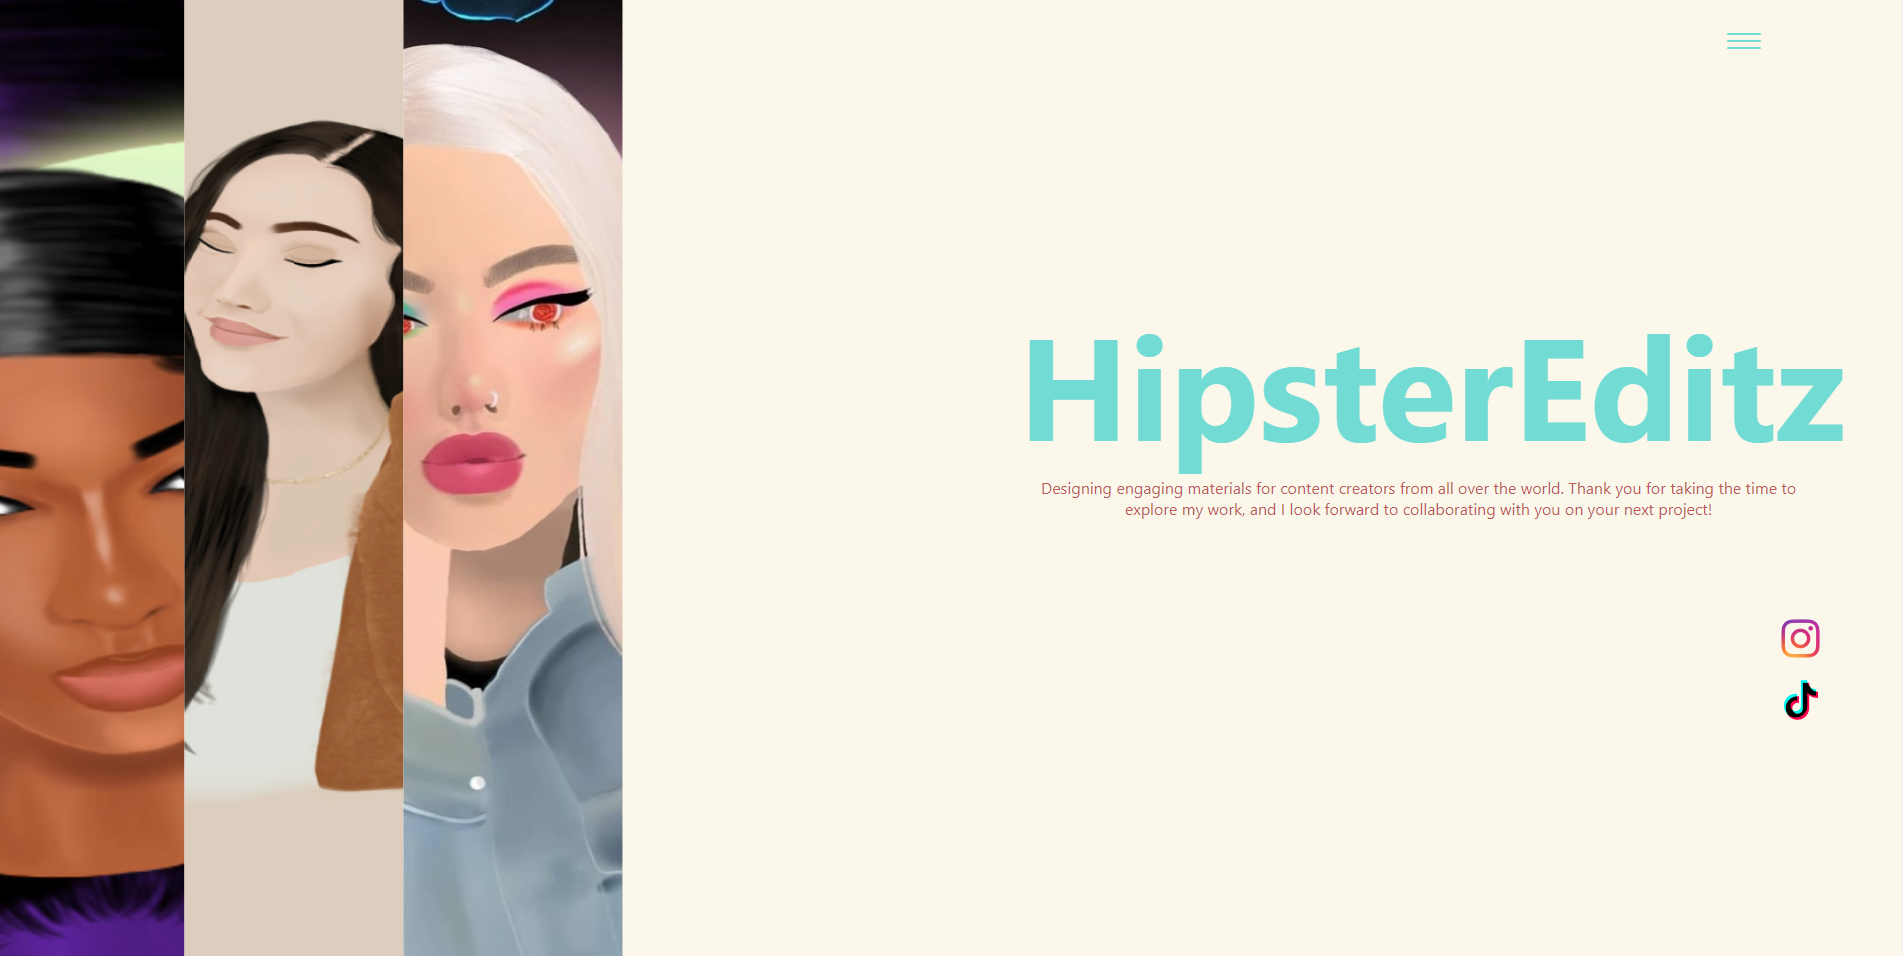 HipsterEditz
Designing engaging materials for content creators from all over the world. Thank you for taking the time to
explore my work, and I look forward to collaborating with you on your next project!